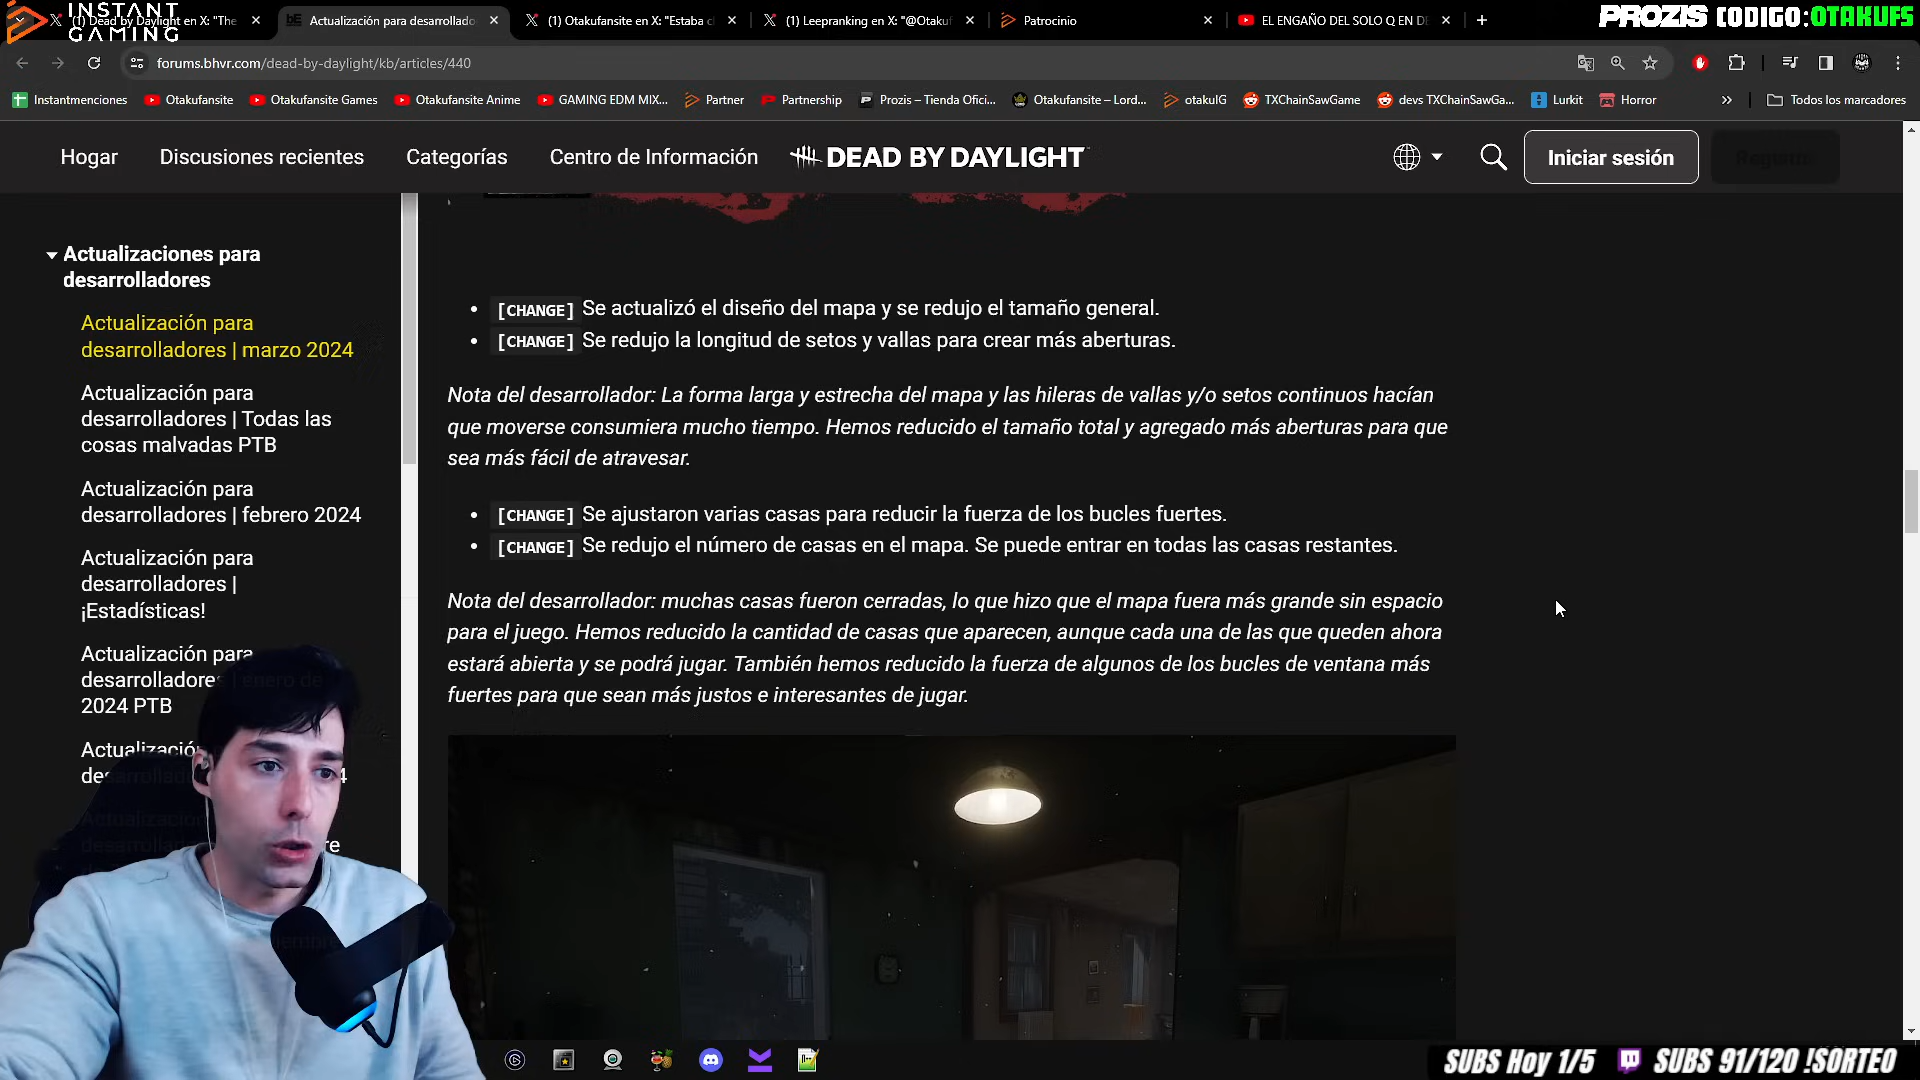 INSTANT GAMING
(1) Dead by Daylight en X: "The
Actualización para desarrollado
(1) Otakufansite en X: "Estaba cl
(1) Leepranking en X: "@Otakuf
Patrocinio
EL ENGAÑO DEL SOLO Q EN DE
PROZIS CODIGO:OTAKUFS
forums.bhvr.com/dead-by-daylight/kb/articles/440
Instantmenciones
Otakufansite
Otakufansite Games
Otakufansite Anime
GAMING EDM MIX...
Partner
Partnership
Prozis – Tienda Ofici...
Otakufansite – Lord...
otakuIG
TXChainSawGame
devs TXChainSawGa...
Lurkit
Horror
Todos los marcadores
Hogar
Discusiones recientes
Categorías
Centro de Información
DEAD BY DAYLIGHT
Iniciar sesión
Actualizaciones para
desarrolladores
Actualización para
desarrolladores | marzo 2024
Actualización para
desarrolladores | Todas las
cosas malvadas PTB
Actualización para
desarrolladores | febrero 2024
Actualización para
desarrolladores |
¡Estadísticas!
Actualización para
desarrolladores | enero de
2024 PTB
[CHANGE] Se actualizó el diseño del mapa y se redujo el tamaño general.
[CHANGE] Se redujo la longitud de setos y vallas para crear más aberturas.
Nota del desarrollador: La forma larga y estrecha del mapa y las hileras de vallas y/o setos continuos hacían
que moverse consumiera mucho tiempo. Hemos reducido el tamaño total y agregado más aberturas para que
sea más fácil de atravesar.
[CHANGE] Se ajustaron varias casas para reducir la fuerza de los bucles fuertes.
[CHANGE] Se redujo el número de casas en el mapa. Se puede entrar en todas las casas restantes.
Nota del desarrollador: muchas casas fueron cerradas, lo que hizo que el mapa fuera más grande sin espacio
para el juego. Hemos reducido la cantidad de casas que aparecen, aunque cada una de las que queden ahora
estará abierta y se podrá jugar. También hemos reducido la fuerza de algunos de los bucles de ventana más
fuertes para que sean más justos e interesantes de jugar.
SUBS Hoy 1/5
SUBS 91/120 !SORTEO